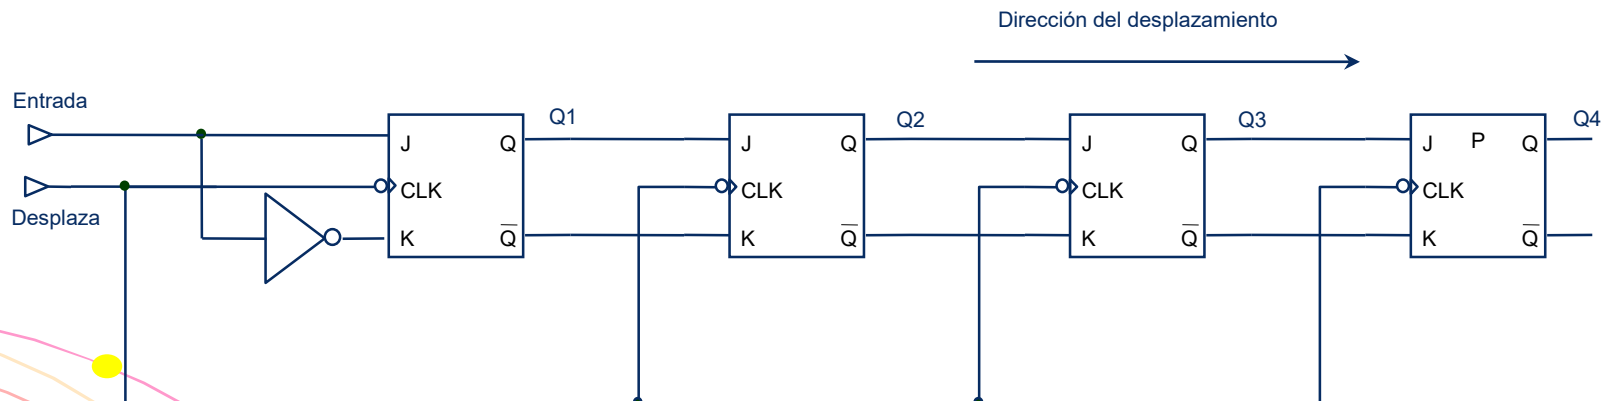 Dirección del desplazamiento
Entrada
Desplaza
Q1
Q2
Q3
Q4
J Q
CLK
K Q̅
J Q
CLK
K Q̅
J Q
CLK
K Q̅
J P Q
CLK
K Q̅